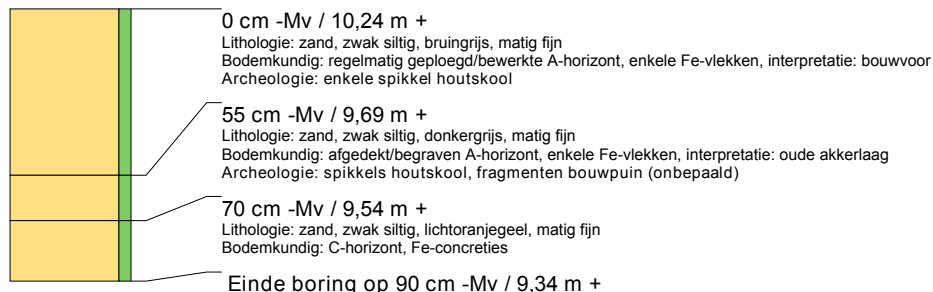 0 cm -Mv / 10,24 m +
Lithologie: zand, zwak siltig, bruingrijs, matig fijn
Bodemkundig: regelmatig geploegd/bewerkte A-horizont, enkele Fe-vlekken, interpretatie: bouwvoor
Archeologie: enkele spikkel houtskool
55 cm -Mv / 9,69 m +
Lithologie: zand, zwak siltig, donkergrijs, matig fijn
Bodemkundig: afgedekt/begraven A-horizont, enkele Fe-vlekken, interpretatie: oude akkerlaag
Archeologie: spikkels houtskool, fragmenten bouwpuin (onbepaald)
70 cm -Mv / 9,54 m +
Lithologie: zand, zwak siltig, lichtoranjegeel, matig fijn
Bodemkundig: C-horizont, Fe-concreties
Einde boring op 90 cm -Mv / 9,34 m +